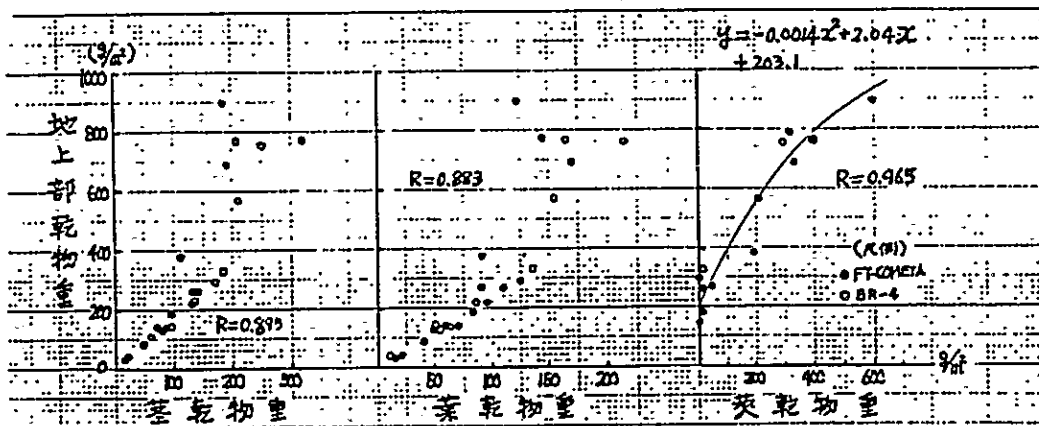 y=-0.0014x²+2.04x
+203.1
(g/㎡)
地上部乾物重
1000
800
600
400
200
0
R=0.895
100 200 300
茎乾物重
R=0.883
50 100 150 200
葉乾物重
R=0.965
(凡例)
● FT-COMETA
○ BR-4
200 400 600
g/㎡
莢乾物重